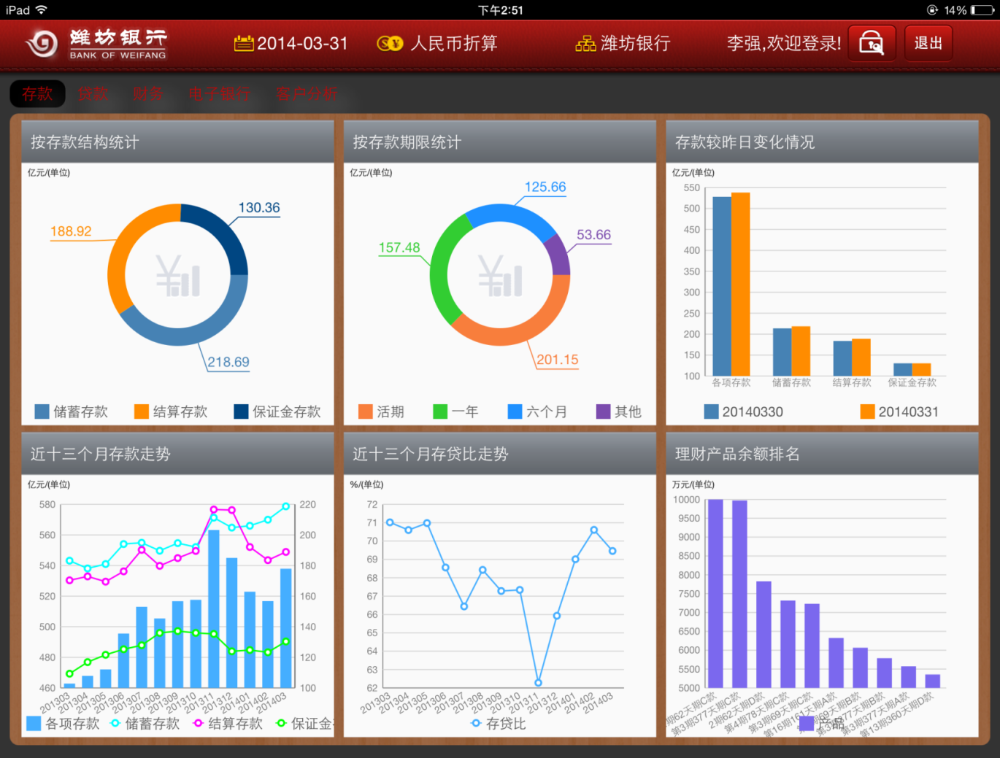 iPad
下午2:51
14%
潍坊银行
BANK OF WEIFANG
2014-03-31
人民币折算
潍坊银行
李强,欢迎登录!
退出
存款
贷款
财务
电子银行
客户分析
按存款结构统计
亿元/(单位)
130.36
188.92
218.69
储蓄存款
结算存款
保证金存款
按存款期限统计
亿元/(单位)
125.66
53.66
157.48
201.15
活期
一年
六个月
其他
存款较昨日变化情况
亿元/(单位)
550
500
450
400
350
300
250
200
150
100
各项存款
储蓄存款
结算存款
保证金存款
20140330
20140331
近十三个月存款走势
亿元/(单位)
580
560
540
520
500
480
460
220
200
180
160
140
120
100
201303
201304
201305
201306
201307
201308
201309
201310
201311
201312
201401
201402
201403
各项存款
储蓄存款
结算存款
保证金
近十三个月存贷比走势
%/(单位)
72
71
70
69
68
67
66
65
64
63
62
201303
201304
201305
201306
201307
201308
201309
201310
201311
201312
201401
201402
201403
存贷比
理财产品余额排名
万元/(单位)
10000
9500
9000
8500
8000
7500
7000
6500
6000
5500
5000
期62天期C款
第3期377天期C款
2期62天期D款
第4期78天期C款
第3期69天期C款
第16期161天期A款
期69天期B款
第3期377天期B款
第3期377天期A款
第13期360天期D款
产品